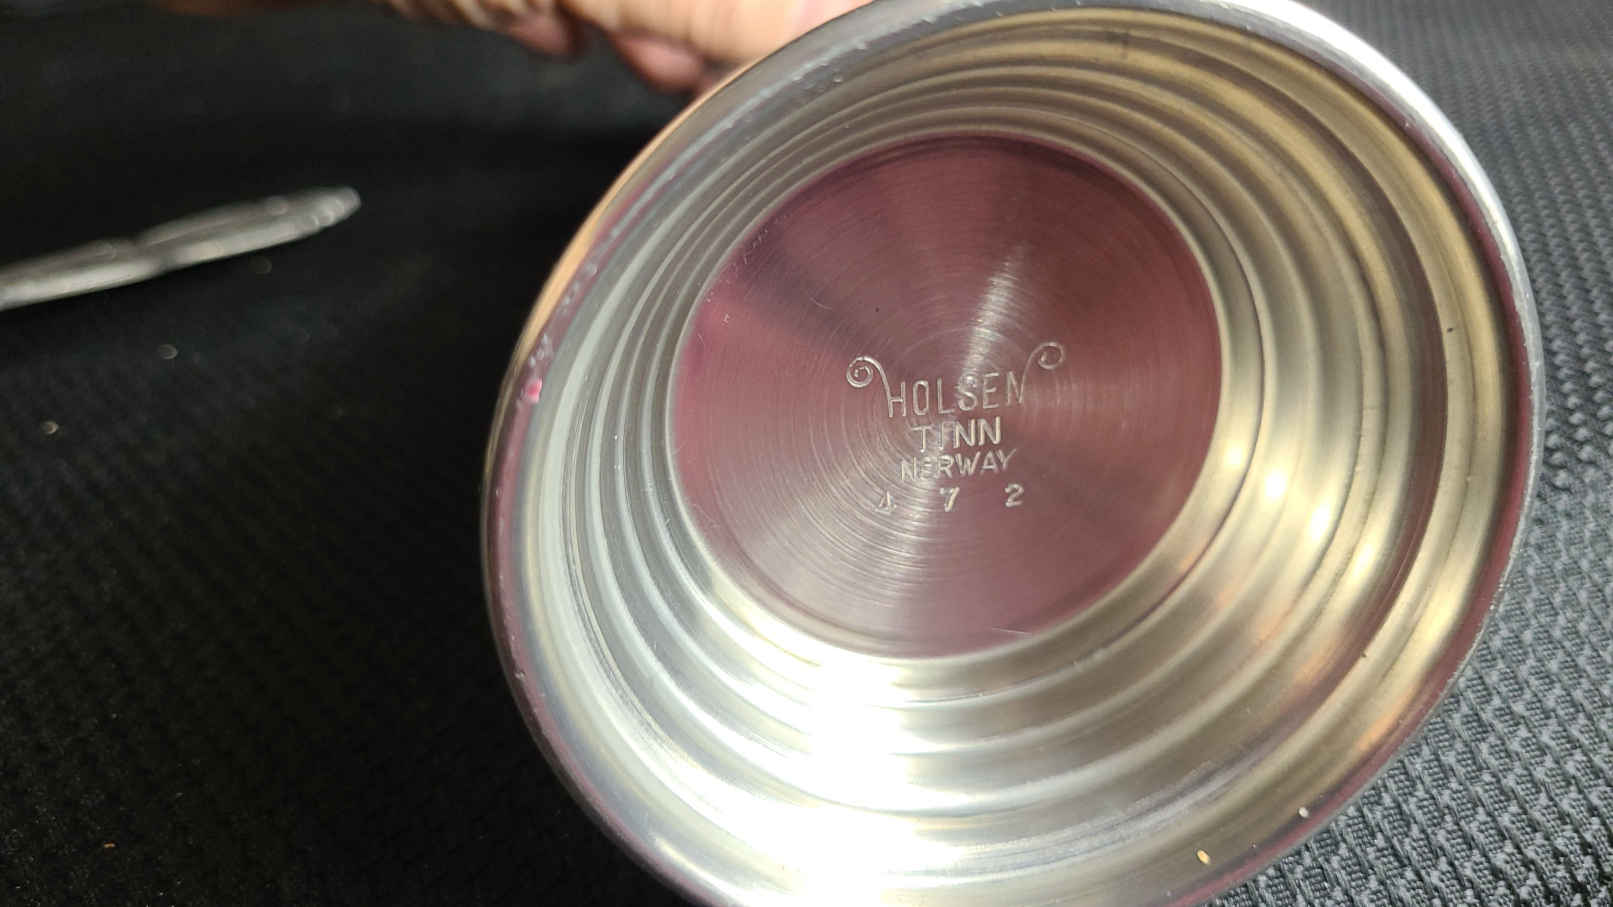 HOLSEN
TINN
NORWAY
4 7 2